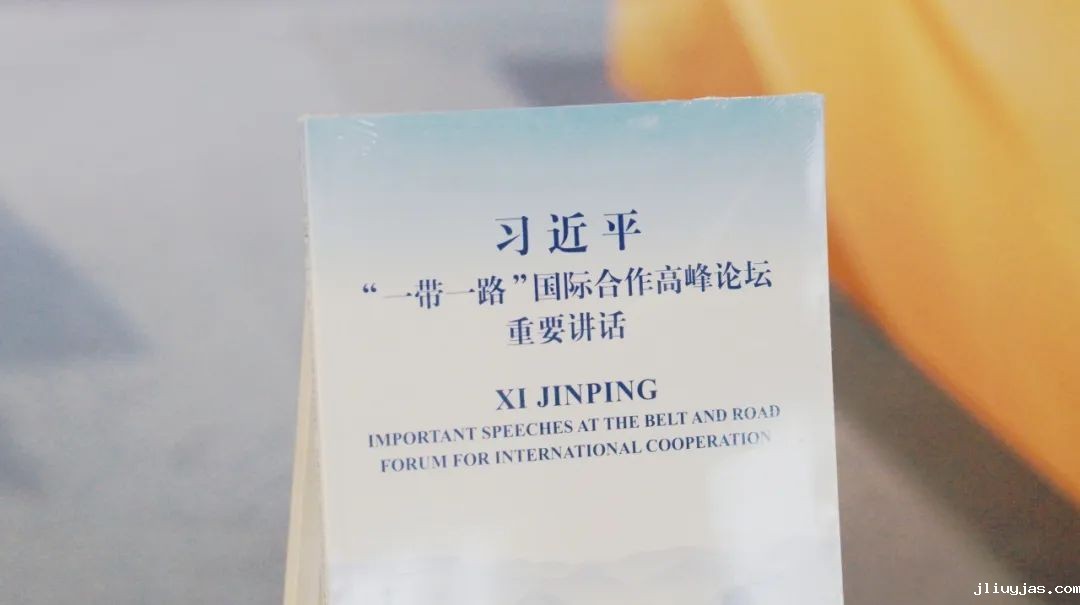 习近平
“一带一路”国际合作高峰论坛
重要讲话
XI JINPING
IMPORTANT SPEECHES AT THE BELT AND ROAD
FORUM FOR INTERNATIONAL COOPERATION
jliuyjas.com